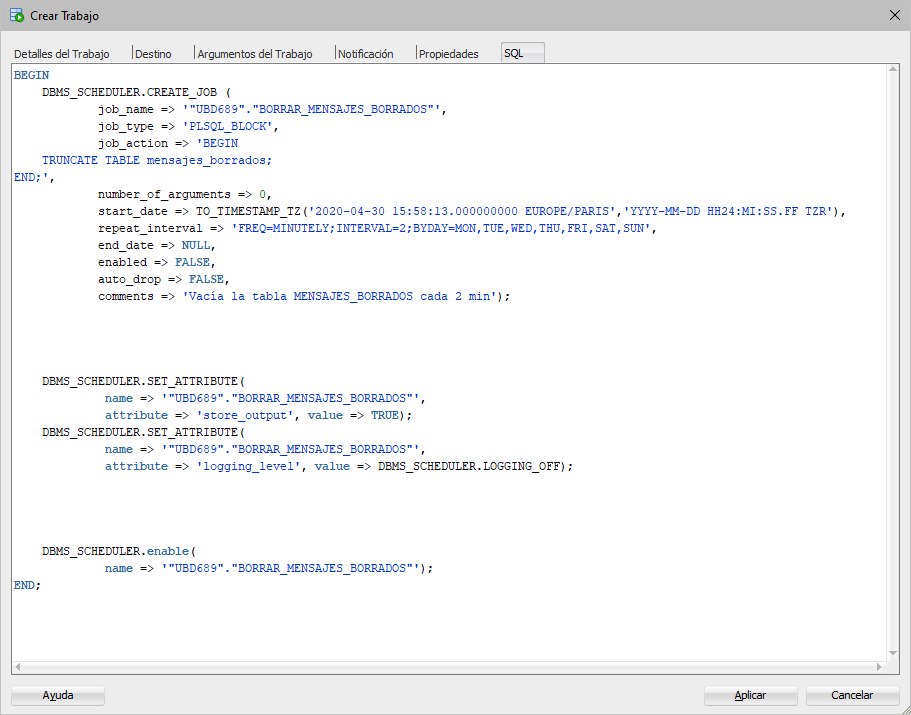 Crear Trabajo
Detalles del Trabajo Destino Argumentos del Trabajo Notificación Propiedades SQL
BEGIN
    DBMS_SCHEDULER.CREATE_JOB (
            job_name => '"UBD689"."BORRAR_MENSAJES_BORRADOS"',
            job_type => 'PLSQL_BLOCK',
            job_action => 'BEGIN
    TRUNCATE TABLE mensajes_borrados;
END;',
            number_of_arguments => 0,
            start_date => TO_TIMESTAMP_TZ('2020-04-30 15:58:13.000000000 EUROPE/PARIS','YYYY-MM-DD HH24:MI:SS.FF TZR'),
            repeat_interval => 'FREQ=MINUTELY;INTERVAL=2;BYDAY=MON,TUE,WED,THU,FRI,SAT,SUN',
            end_date => NULL,
            enabled => FALSE,
            auto_drop => FALSE,
            comments => 'Vacía la tabla MENSAJES_BORRADOS cada 2 min');
    DBMS_SCHEDULER.SET_ATTRIBUTE(
             name => '"UBD689"."BORRAR_MENSAJES_BORRADOS"',
             attribute => 'store_output', value => TRUE);
    DBMS_SCHEDULER.SET_ATTRIBUTE(
             name => '"UBD689"."BORRAR_MENSAJES_BORRADOS"',
             attribute => 'logging_level', value => DBMS_SCHEDULER.LOGGING_OFF);
    DBMS_SCHEDULER.enable(
             name => '"UBD689"."BORRAR_MENSAJES_BORRADOS"');
END;
Ayuda Aplicar Cancelar